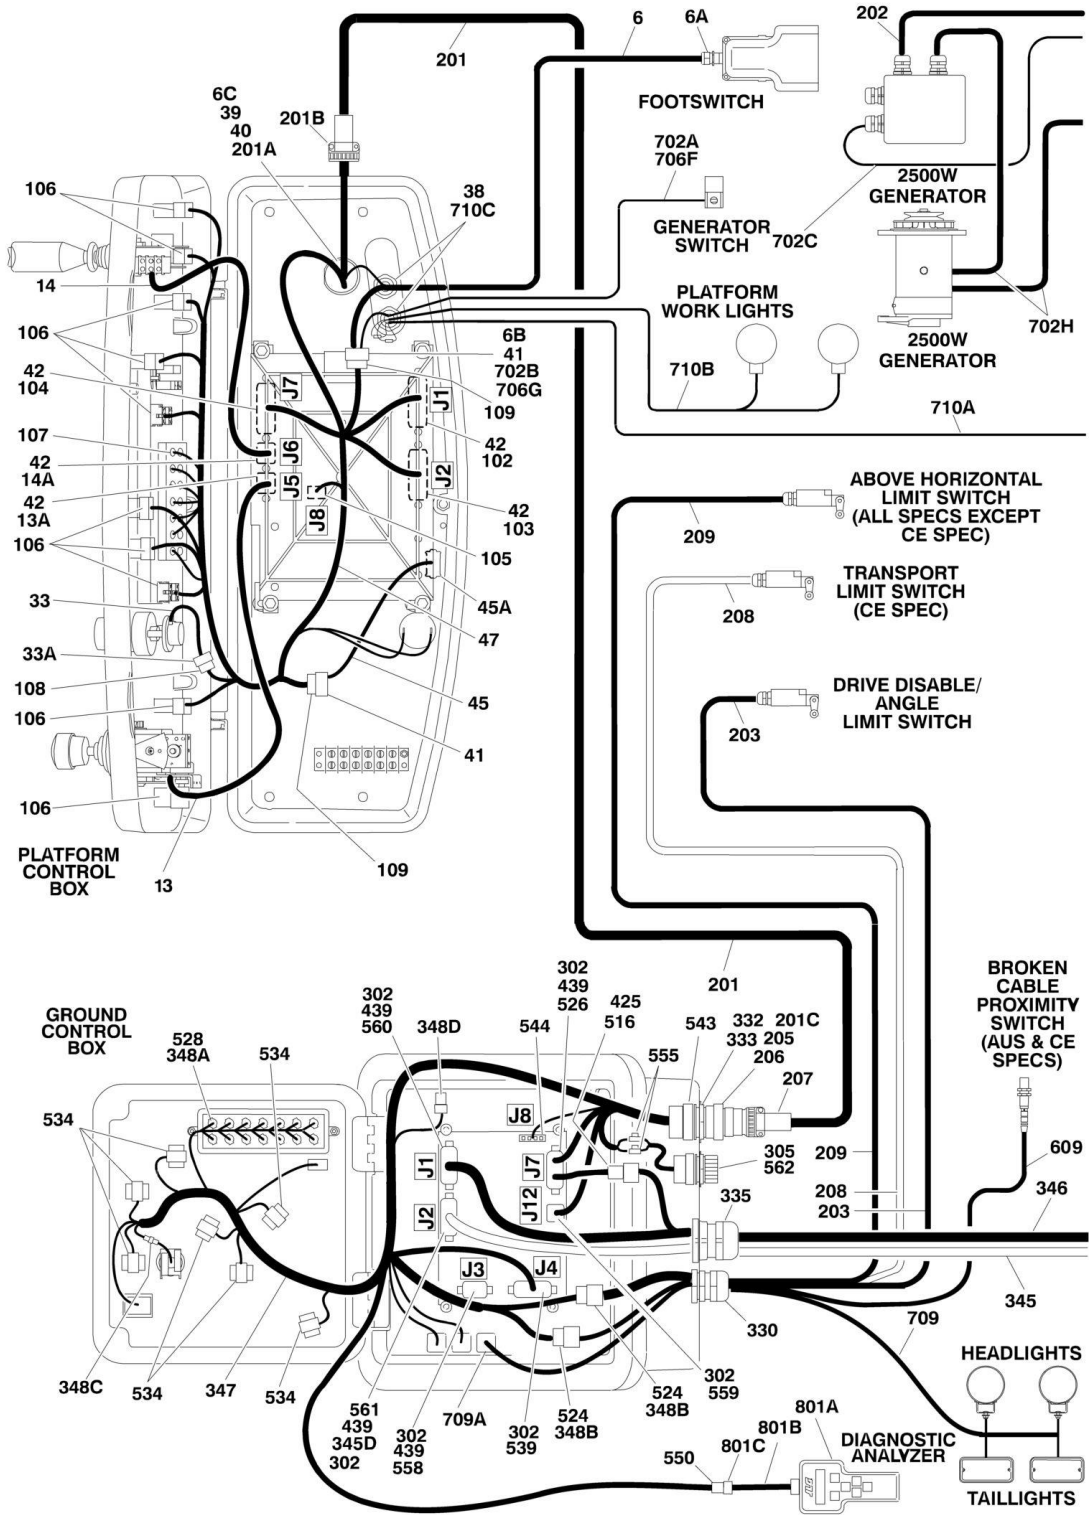 201
6
6A
FOOTSWITCH
202
2500W
GENERATOR
6C
39
40
201A
201B
702A
706F
GENERATOR
SWITCH
702C
106
38
710C
14
PLATFORM
WORK LIGHTS
702H
2500W
GENERATOR
106
6B
41
702B
706G
109
710B
710A
42
104
J7
J1
107
42
14A
J6
42
102
42
13A
J5
J2
J8
42
103
106
105
ABOVE HORIZONTAL
LIMIT SWITCH
(ALL SPECS EXCEPT
CE SPEC)
209
TRANSPORT
LIMIT SWITCH
(CE SPEC)
208
33
45A
47
33A
108
106
45
DRIVE DISABLE/
ANGLE
LIMIT SWITCH
203
41
106
PLATFORM
CONTROL
BOX
13
109
201
BROKEN
CABLE
PROXIMITY
SWITCH
(AUS & CE
SPECS)
GROUND
CONTROL
BOX
528
348A
534
302
439
560
348D
544
302
439
526
425
516
555
543
332
333
201C
205
206
207
534
J8
J1
J7
305
562
209
609
J2
J12
335
208
203
346
J3
J4
345
330
709
348C
534
347
534
561
439
345D
302
302
439
558
709A
302
539
524
348B
524
348B
302
559
HEADLIGHTS
801A
801B
801C
550
DIAGNOSTIC
ANALYZER
TAILLIGHTS